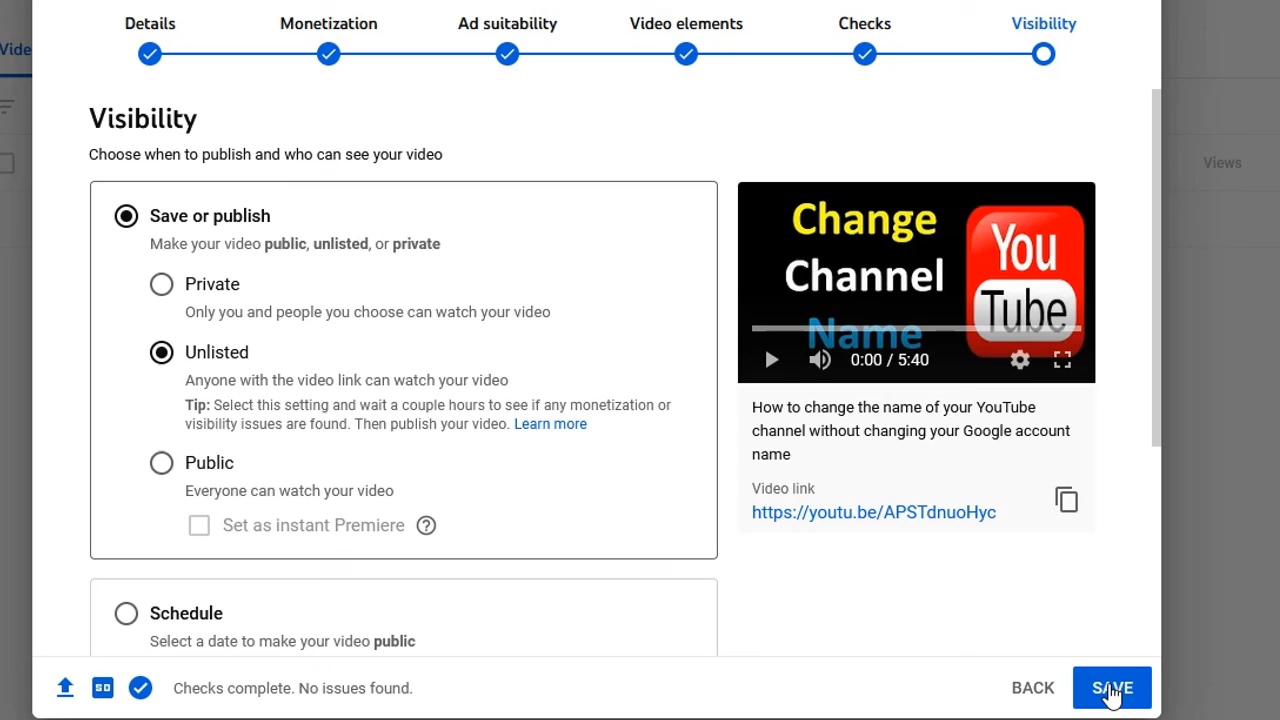 Details
Monetization
Ad suitability
Video elements
Checks
Visibility
Vide
Visibility
Choose when to publish and who can see your video
Save or publish
Make your video public, unlisted, or private
Private
Only you and people you choose can watch your video
Unlisted
Anyone with the video link can watch your video
Tip: Select this setting and wait a couple hours to see if any monetization or
visibility issues are found. Then publish your video. Learn more
Public
Everyone can watch your video
Set as instant Premiere
Schedule
Select a date to make your video public
Change
Channel
Name
You
Tube
0:00 / 5:40
How to change the name of your YouTube
channel without changing your Google account
name
Video link
https://youtu.be/APSTdnuoHyc
Views
SD
Checks complete. No issues found.
BACK
SAVE